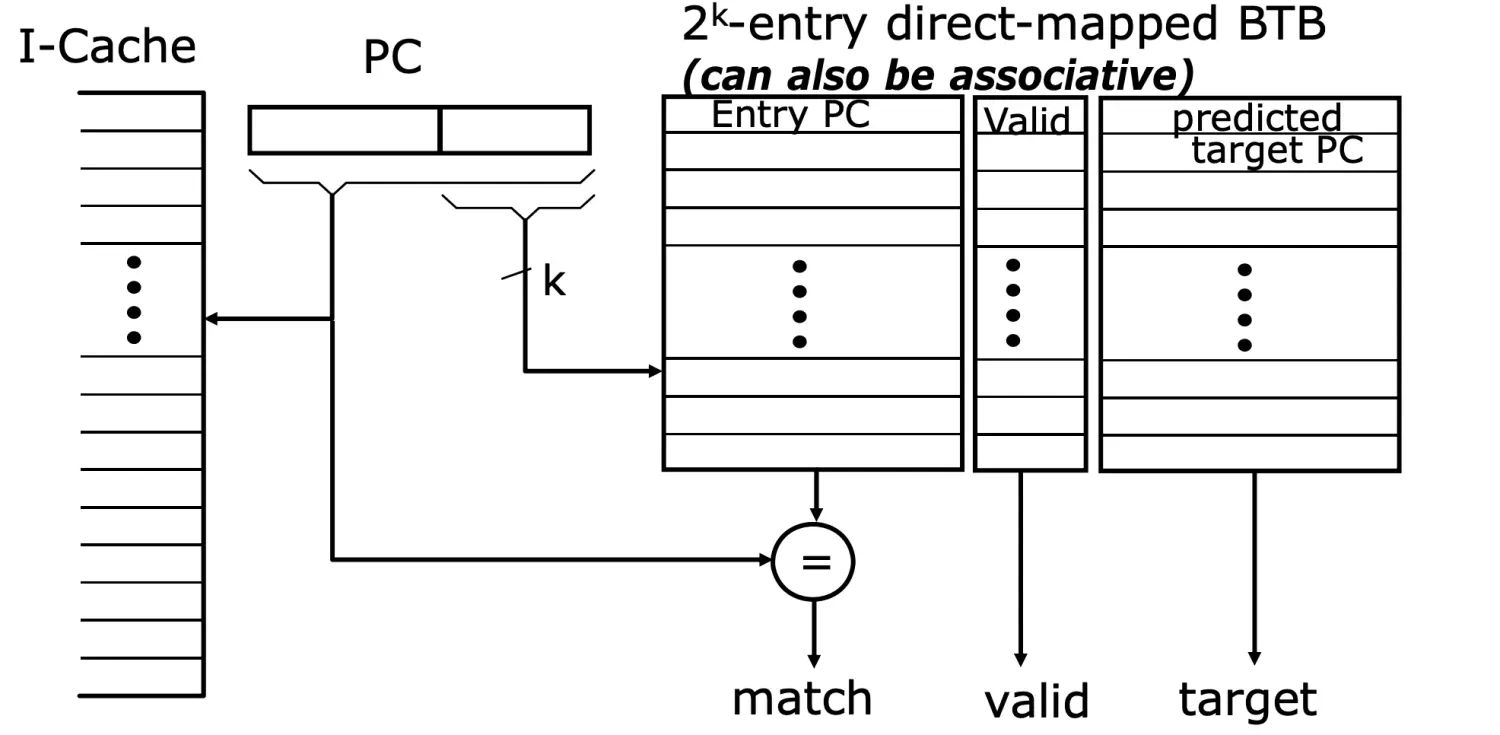 I-Cache
PC
2ᵏ-entry direct-mapped BTB
(can also be associative)
Entry PC
Valid
predicted
target PC
k
=
match
valid
target